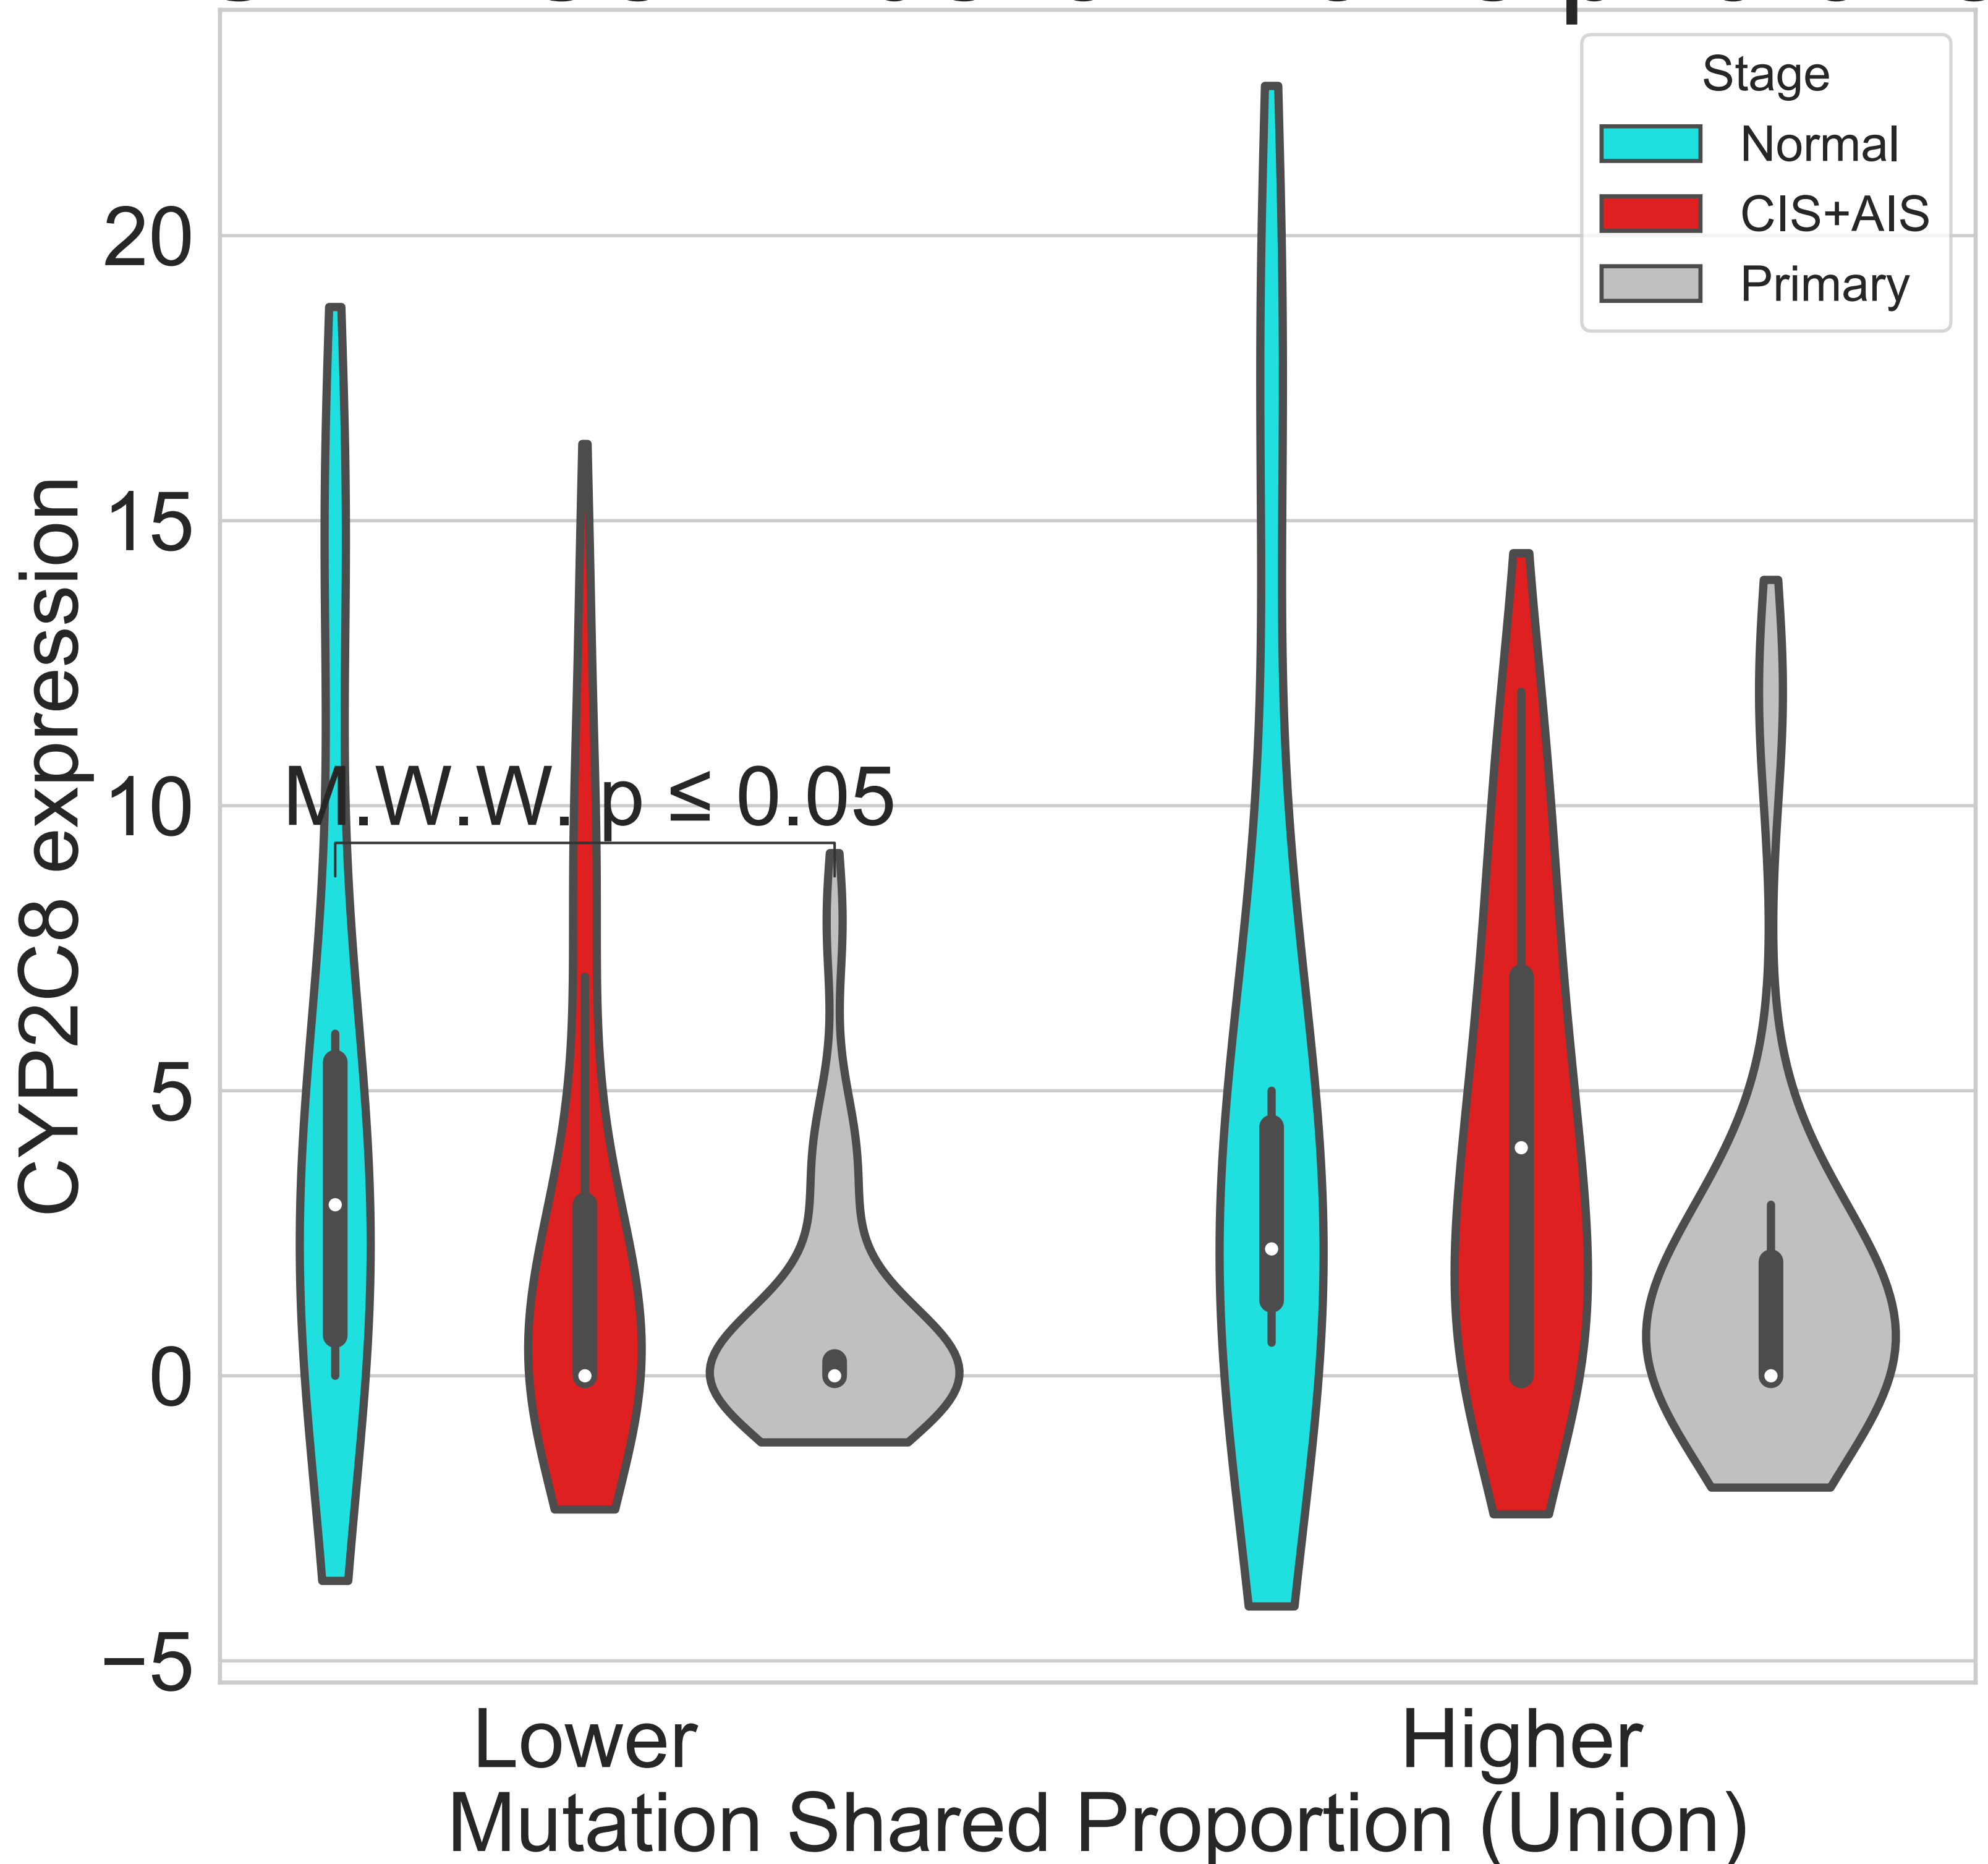 Stage
Normal
CIS+AIS
Primary
20
15
10
5
0
−5
CYP2C8 expression
M.W.W. p ≤ 0.05
Lower
Higher
Mutation Shared Proportion (Union)